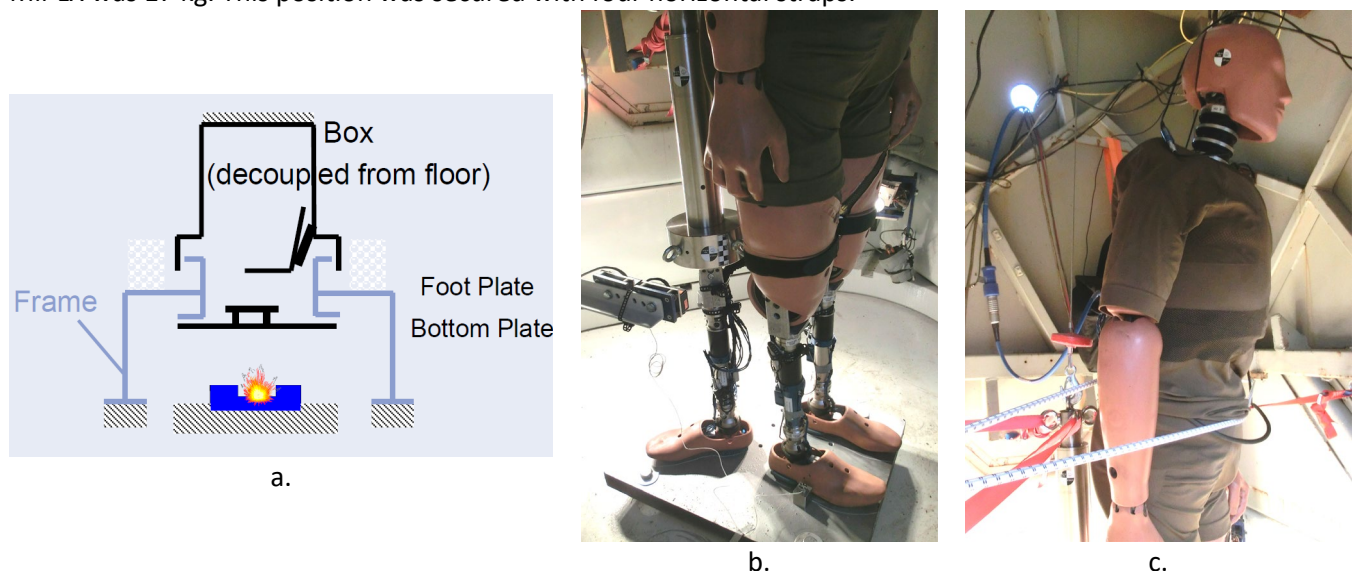 Box
(decoupled from floor)
Frame
Foot Plate
Bottom Plate
a.
b.
c.